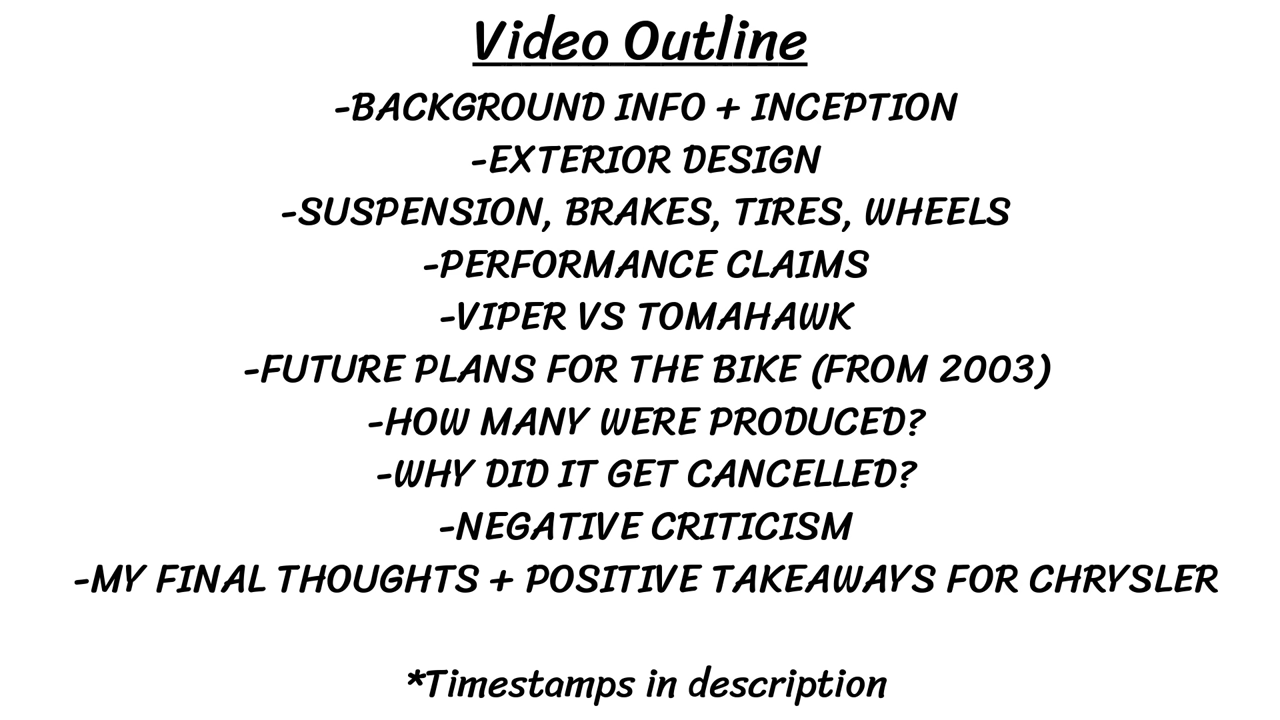 Video Outline
-BACKGROUND INFO + INCEPTION
-EXTERIOR DESIGN
-SUSPENSION, BRAKES, TIRES, WHEELS
-PERFORMANCE CLAIMS
-VIPER VS TOMAHAWK
-FUTURE PLANS FOR THE BIKE (FROM 2003)
-HOW MANY WERE PRODUCED?
-WHY DID IT GET CANCELLED?
-NEGATIVE CRITICISM
-MY FINAL THOUGHTS + POSITIVE TAKEAWAYS FOR CHRYSLER
*Timestamps in description